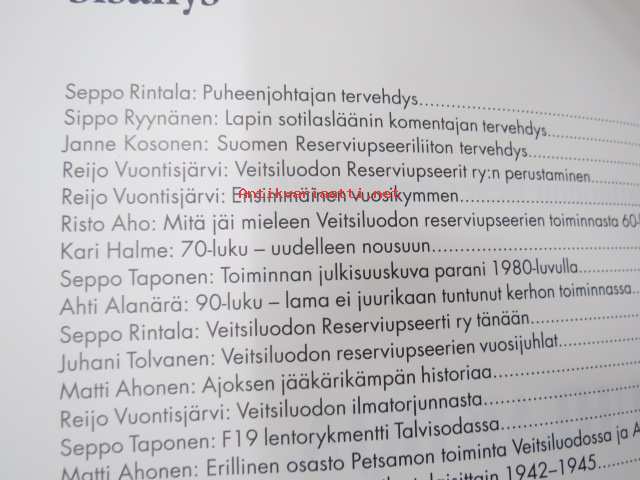 Sisällys
Seppo Rintala: Puheenjohtajan tervehdys
Sippo Ryynänen: Lapin sotilasläänin komentajan tervehdys
Janne Kosonen: Suomen Reserviupseeriliiton tervehdys
Reijo Vuontisjärvi: Veitsiluodon Reserviupseerit ry:n perustaminen
Reijo Vuontisjärvi: Ensimmäinen vuosikymmen
Antikvariaatti.net
Risto Aho: Mitä jäi mieleen Veitsiluodon reserviupseerien toiminnasta 60-
Kari Halme: 70-luku – uudelleen nousuun
Seppo Taponen: Toiminnan julkisuuskuva parani 1980-luvulla
Ahti Alanärä: 90-luku – lama ei juurikaan tuntunut kerhon toiminnassa
Seppo Rintala: Veitsiluodon Reserviupseerti ry tänään
Juhani Tolvanen: Veitsiluodon reserviupseerien vuosijuhlat
Matti Ahonen: Ajoksen jääkärikämpän historiaa
Reijo Vuontisjärvi: Veitsiluodon ilmatorjunnasta
Seppo Taponen: F19 lentorykmentti Talvisodassa
Matti Ahonen: Erillinen osasto Petsamon toiminta Veitsiluodossa ja A
1942–1945